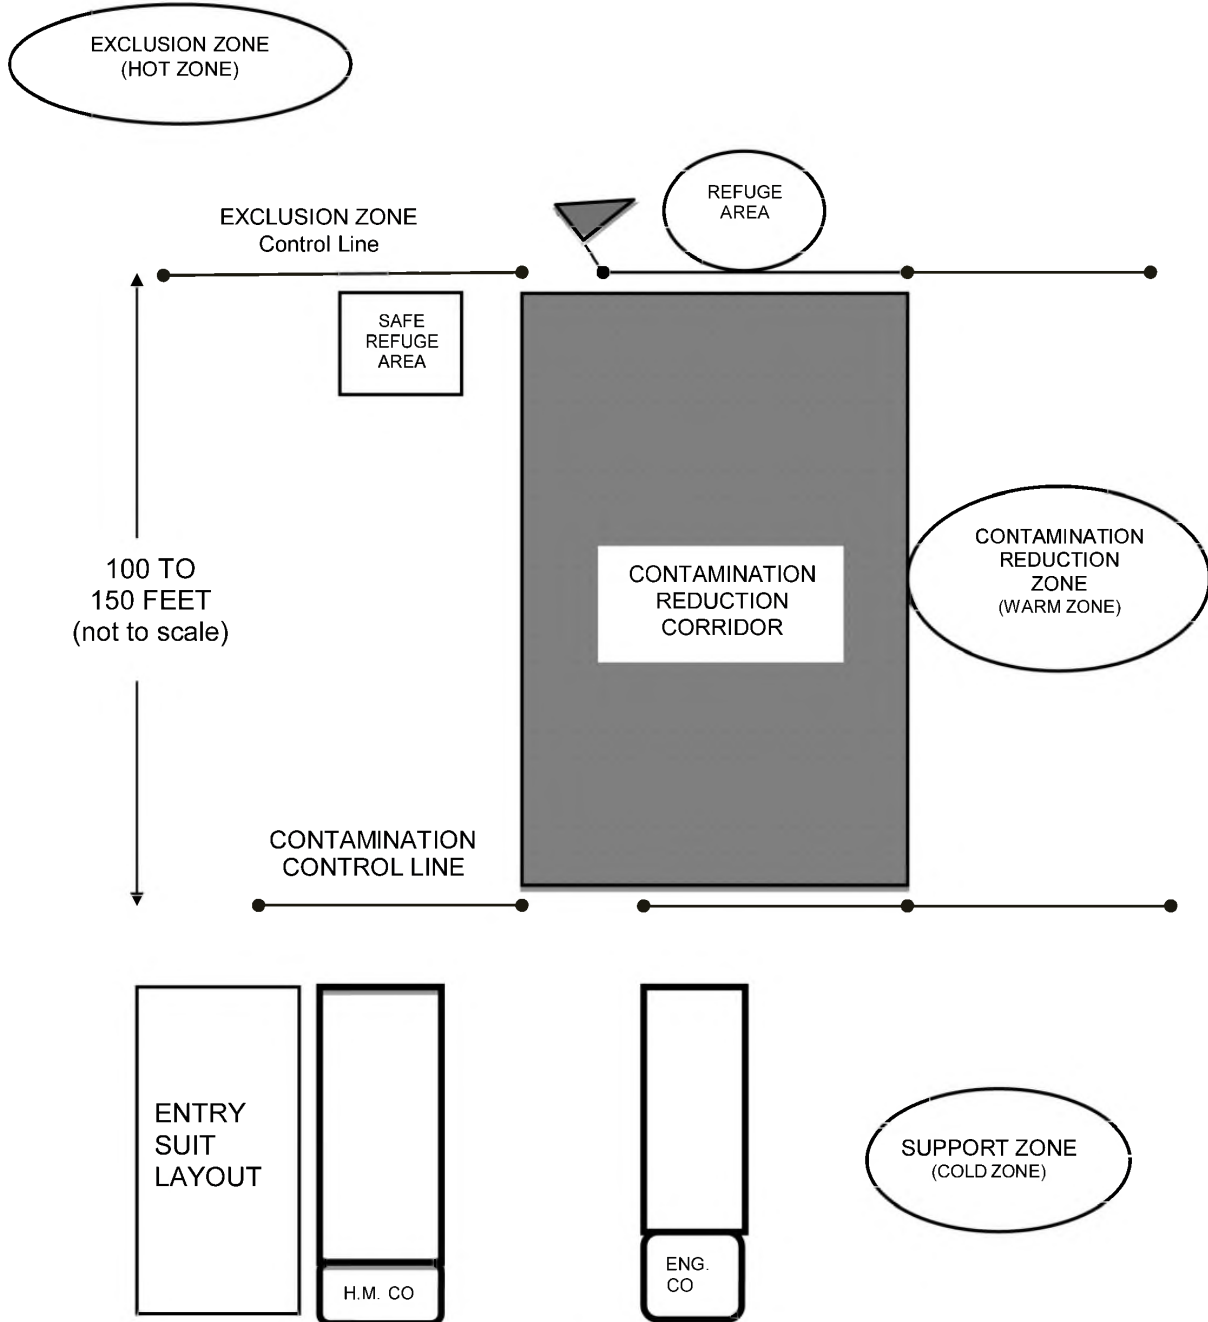 EXCLUSION ZONE
(HOT ZONE)
REFUGE
AREA
EXCLUSION ZONE
Control Line
SAFE
REFUGE
AREA
100 TO
150 FEET
(not to scale)
CONTAMINATION
REDUCTION
CORRIDOR
CONTAMINATION
REDUCTION
ZONE
(WARM ZONE)
CONTAMINATION
CONTROL LINE
ENTRY
SUIT
LAYOUT
H.M. CO
ENG.
CO
SUPPORT ZONE
(COLD ZONE)